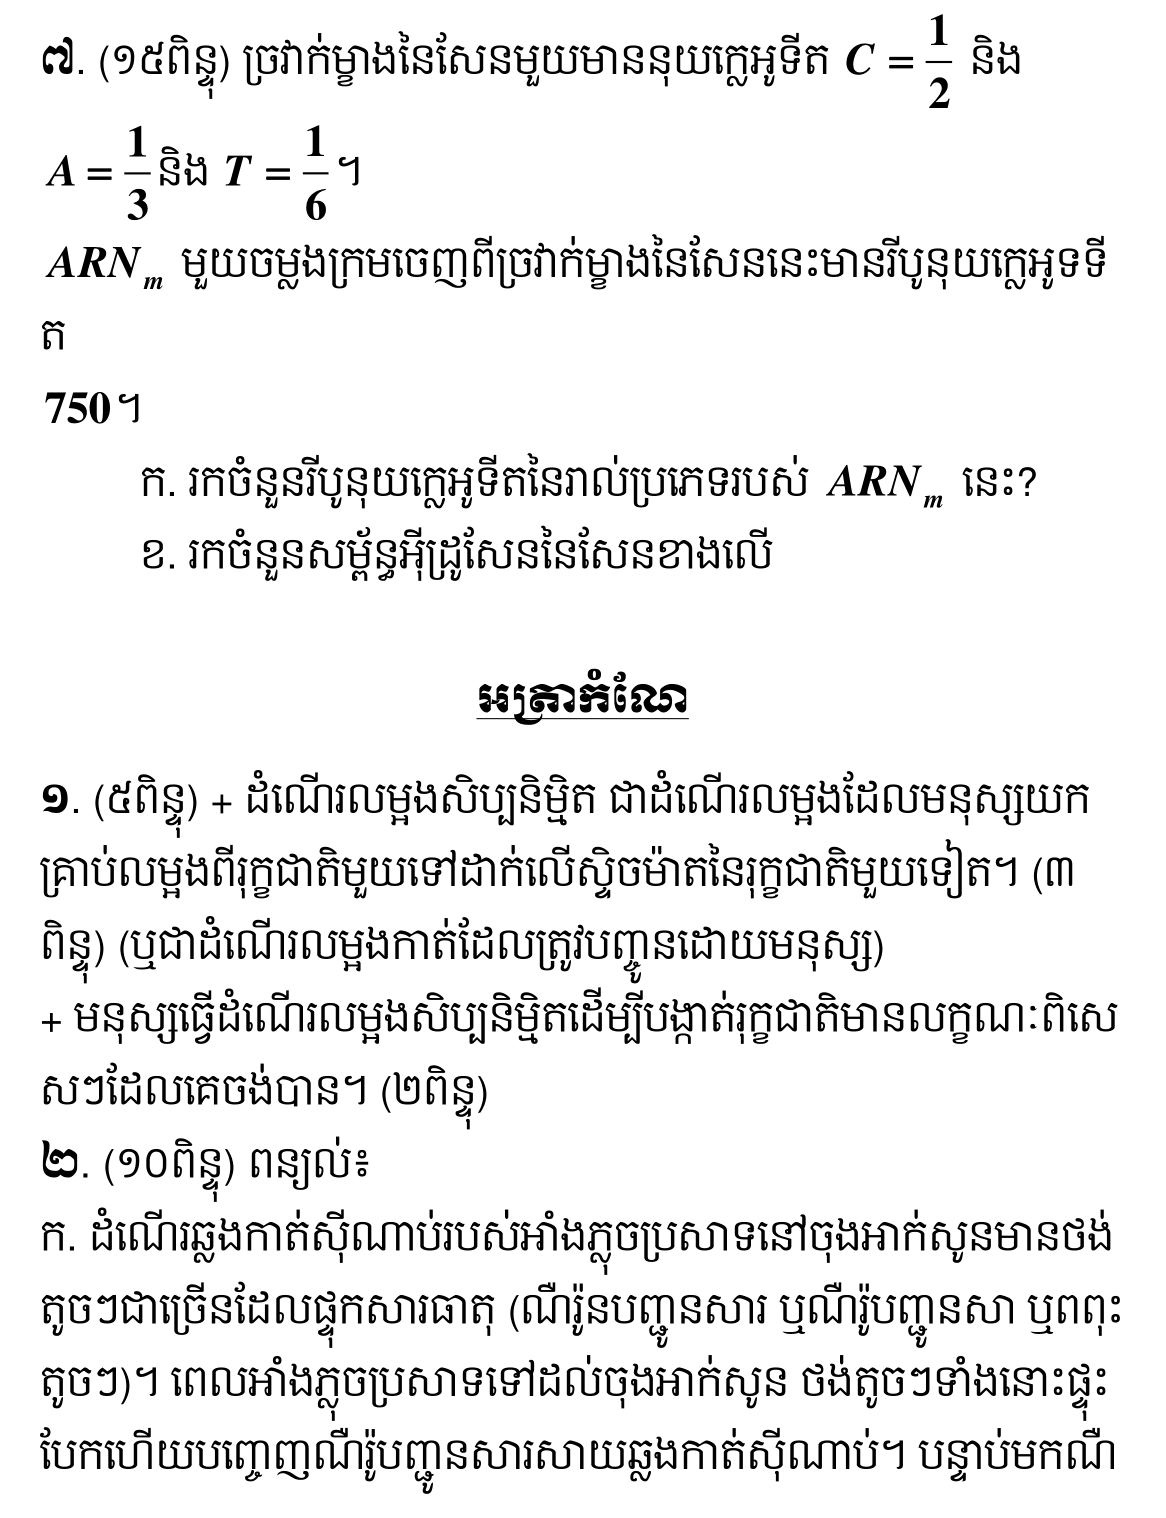 ៧. (១៥ពិន្ទុ) ច្រវាក់ម្ខាងនៃសែនមួយមាននុយក្លេអូទីត C = 1/2 និង
A = 1/3 និង T = 1/6 ។
ARNm មួយចម្លងក្រមចេញពីច្រវាក់ម្ខាងនៃសែននេះមានរីបូនុយក្លេអូទទី
ត
750 ។
ក. រកចំនួនរីបូនុយក្លេអូទីតនៃរាល់ប្រភេទរបស់ ARNm នេះ?
ខ. រកចំនួនសម្ព័ន្ធអ៊ីដ្រូសែននៃសែនខាងលើ
អត្រាកំណែ
១. (៥ពិន្ទុ) + ដំណើរលម្អងសិប្បនិម្មិត ជាដំណើរលម្អងដែលមនុស្សយក
គ្រាប់លម្អងពីរុក្ខជាតិមួយទៅដាក់លើស្ទិចម៉ាតនៃរុក្ខជាតិមួយទៀត។ (៣
ពិន្ទុ) (ឬជាដំណើរលម្អងកាត់ដែលត្រូវបញ្ចូនដោយមនុស្ស)
+ មនុស្សធ្វើដំណើរលម្អងសិប្បនិម្មិតដើម្បីបង្កាត់រុក្ខជាតិមានលក្ខណៈពិសេ
សៗដែលគេចង់បាន។ (២ពិន្ទុ)
២. (១០ពិន្ទុ) ពន្យល់៖
ក. ដំណើរឆ្លងកាត់ស៊ីណាប់របស់អាំងភ្លុចប្រសាទនៅចុងអាក់សូនមានថង់
តូចៗជាច្រើនដែលផ្ទុកសារធាតុ (ណឺរ៉ូនបញ្ជូនសារ ឬណឺរ៉ូបញ្ជូនសា ឬពពុះ
តូចៗ)។ ពេលអាំងភ្លុចប្រសាទទៅដល់ចុងអាក់សូន ថង់តូចៗទាំងនោះផ្ទុះ
បែកហើយបញ្ចេញណឺរ៉ូបញ្ជូនសារសាយឆ្លងកាត់ស៊ីណាប់។ បន្ទាប់មកណឺ